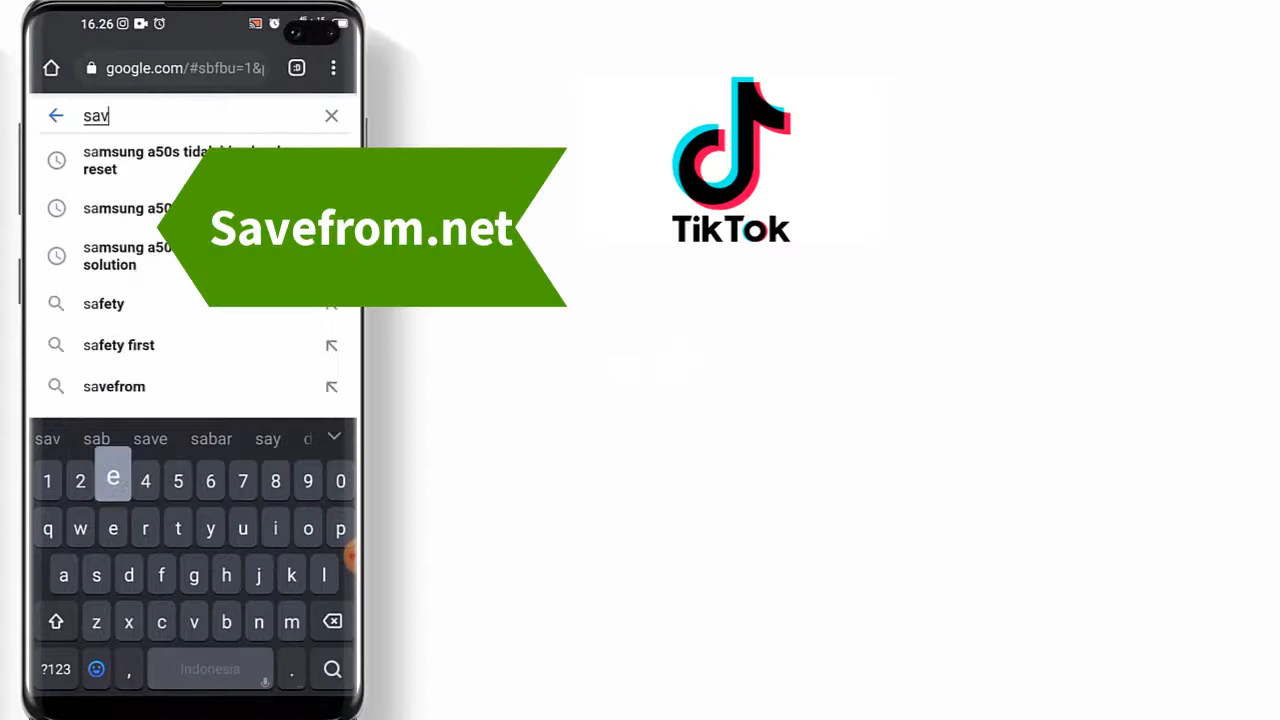 16.26
google.com/#sbfbu=1&
sav
samsung a50s
reset
samsung a50
samsung a50
solution
safety
safety first
savefrom
Savefrom.net
TikTok
sav sab save sabar say d
e
1 2 4 5 6 7 8 9 0
q w e r t y u i o p
a s d f g h j k l
z x c v b n m
?123 , Indonesia .